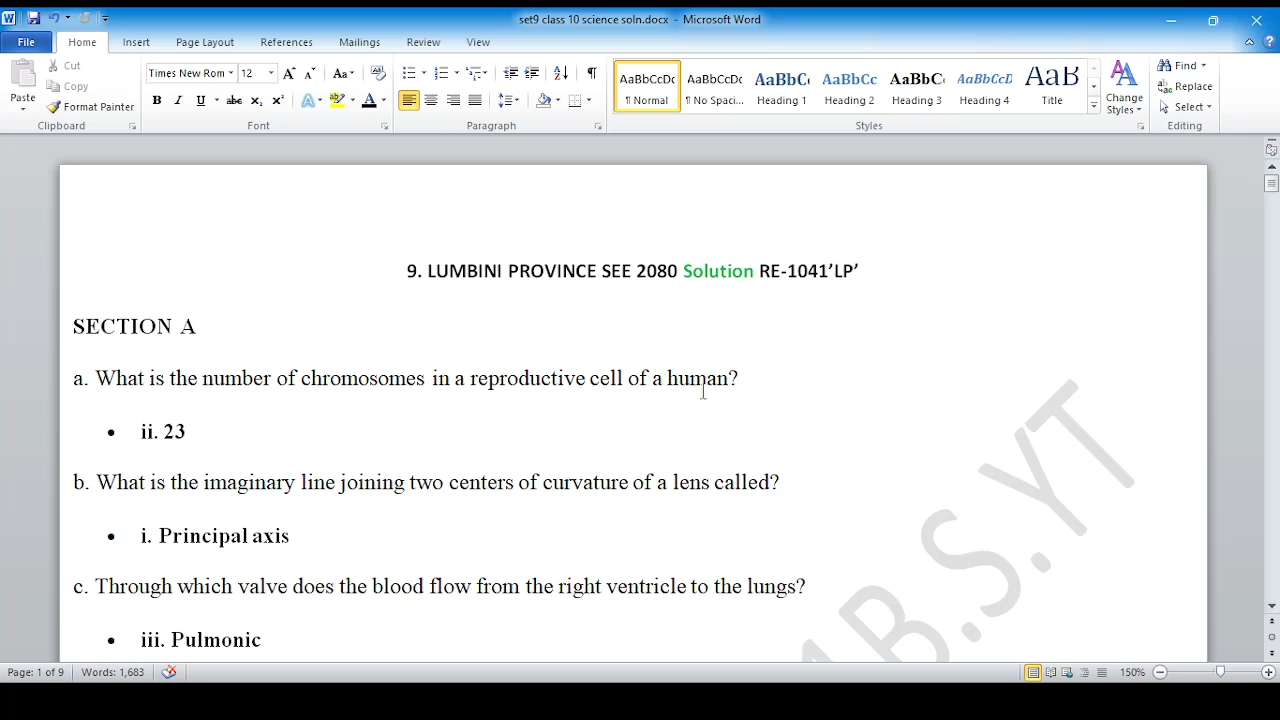 set9 class 10 science soln.docx - Microsoft Word
File Home Insert Page Layout References Mailings Review View
Cut
Copy
Format Painter
Paste
Clipboard
Times New Rom 12
Font
Paragraph
AaBbCcDc AaBbCcDc AaBbC AaBbCc AaBbC AaBbCcD AaB
¶ Normal ¶ No Spaci... Heading 1 Heading 2 Heading 3 Heading 4 Title
Change Styles
Styles
Find
Replace
Select
Editing
9. LUMBINI PROVINCE SEE 2080 Solution RE-1041’LP’
SECTION A
a. What is the number of chromosomes in a reproductive cell of a human?
• ii. 23
b. What is the imaginary line joining two centers of curvature of a lens called?
• i. Principal axis
c. Through which valve does the blood flow from the right ventricle to the lungs?
• iii. Pulmonic
B.S.YT
Page: 1 of 9 Words: 1,683 150%